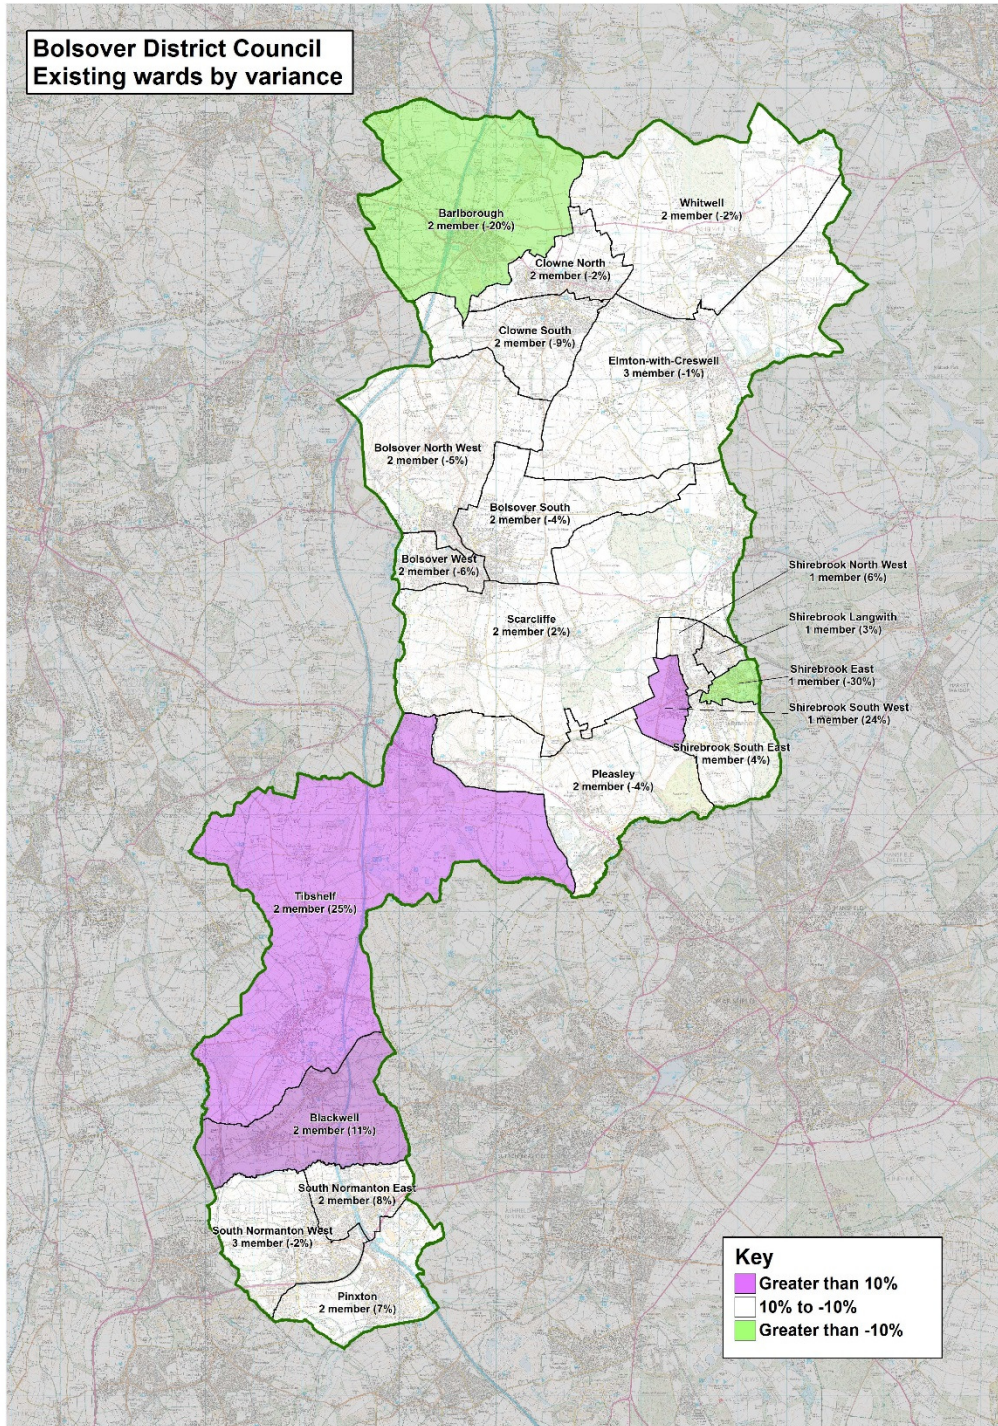 Bolsover District Council
Existing wards by variance
Barlborough
2 member (-20%)
Whitwell
2 member (-2%)
Clowne North
2 member (-2%)
Clowne South
2 member (-9%)
Elmton-with-Creswell
3 member (-1%)
Bolsover North West
2 member (-5%)
Bolsover South
2 member (-4%)
Bolsover West
2 member (-6%)
Shirebrook North West
1 member (6%)
Scarcliffe
2 member (2%)
Shirebrook Langwith
1 member (3%)
Shirebrook East
1 member (-30%)
Shirebrook South West
1 member (24%)
Shirebrook South East
1 member (4%)
Pleasley
2 member (-4%)
Tibshelf
2 member (25%)
Blackwell
2 member (11%)
South Normanton East
2 member (8%)
South Normanton West
3 member (-2%)
Pinxton
2 member (7%)
Key
Greater than 10%
10% to -10%
Greater than -10%